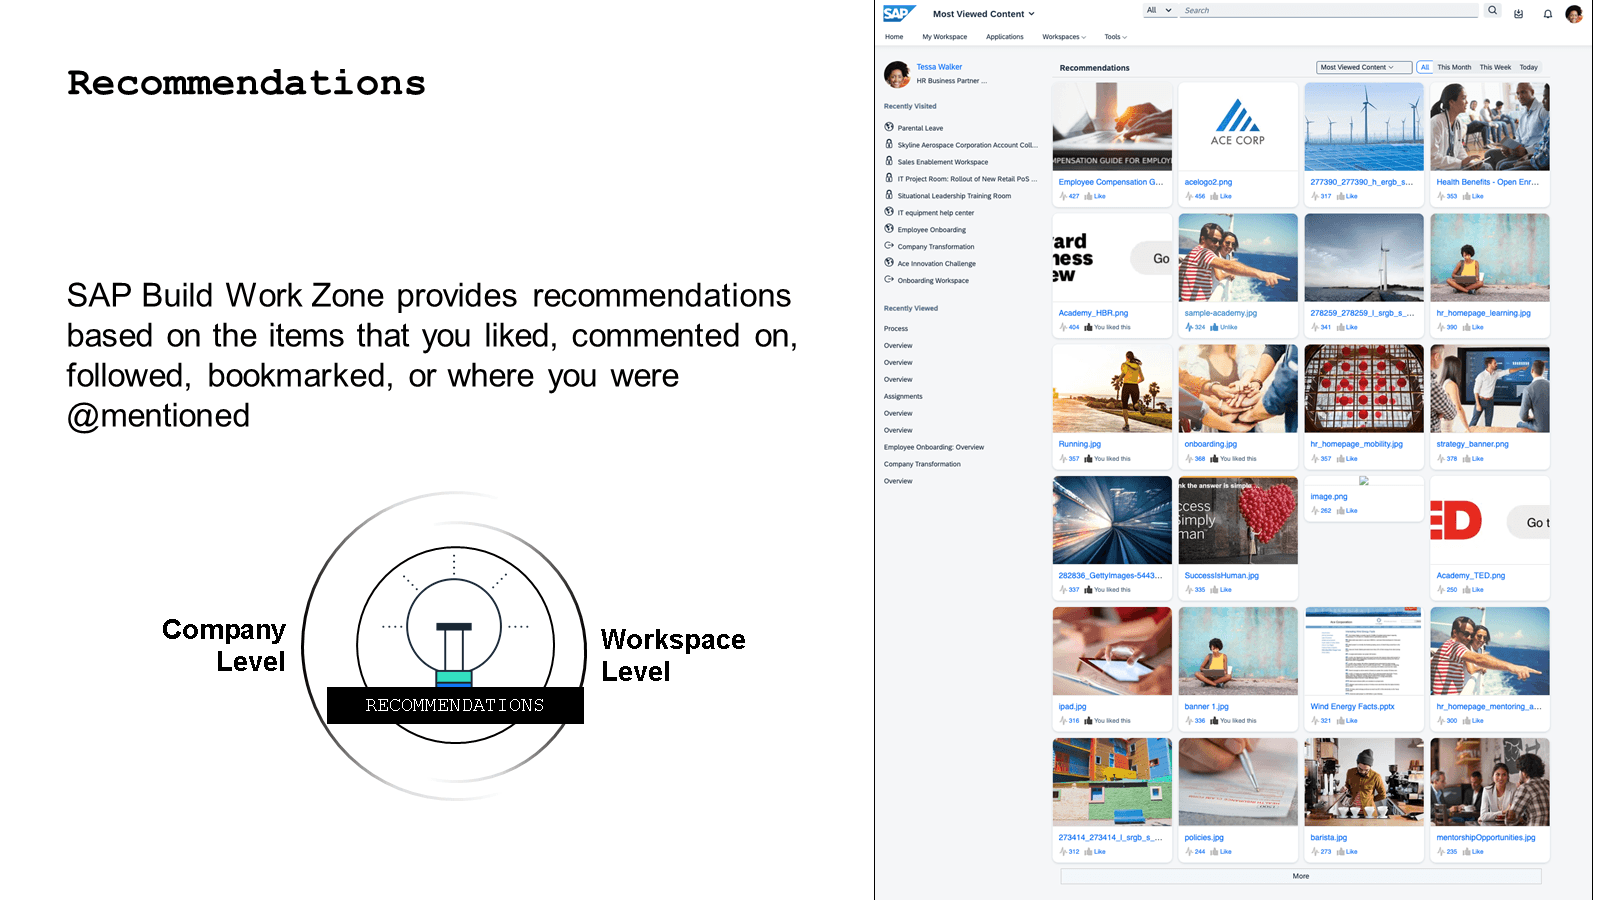 Recommendations
SAP Build Work Zone provides recommendations
based on the items that you liked, commented on,
followed, bookmarked, or where you were
@mentioned
Company
Level
Workspace
Level
RECOMMENDATIONS
SAP
Most Viewed Content
All
Search
Home
My Workspace
Applications
Workspaces
Tools
Tessa Walker
HR Business Partner ...
Recently Visited
Parental Leave
Skyline Aerospace Corporation Account Coll...
Sales Enablement Workspace
IT Project Room: Rollout of New Retail PoS ...
Situational Leadership Training Room
IT equipment help center
Employee Onboarding
Company Transformation
Ace Innovation Challenge
Onboarding Workspace
Recently Viewed
Process
Overview
Overview
Overview
Assignments
Overview
Overview
Employee Onboarding: Overview
Company Transformation
Overview
Recommendations
Most Viewed Content
All
This Month
This Week
Today
MPENSATION GUIDE FOR EMPLOY
ACE CORP
Employee Compensation G...
acelogo2.png
277390_277390_h_ergb_s...
Health Benefits - Open Enr...
427 Like
456 Like
317 Like
353 Like
ard
ness
ew
Go
Academy_HBR.png
sample-academy.jpg
278259_278259_l_srgb_s_...
hr_homepage_learning.jpg
404 You liked this
324 Unlike
341 Like
390 Like
Running.jpg
onboarding.jpg
hr_homepage_mobility.jpg
strategy_banner.png
357 You liked this
368 You liked this
357 Like
378 Like
nk the answer is simple...
ccess
Simply
man
ED
Go t
image.png
262 Like
282836_GettyImages-5443...
SuccessIsHuman.jpg
Academy_TED.png
337 You liked this
335 Like
250 Like
ipad.jpg
banner 1.jpg
Wind Energy Facts.pptx
hr_homepage_mentoring_a...
316 You liked this
336 You liked this
321 Like
300 Like
273414_273414_l_srgb_s_...
policies.jpg
barista.jpg
mentorshipOpportunities.jpg
312 Like
244 Like
273 Like
235 Like
More